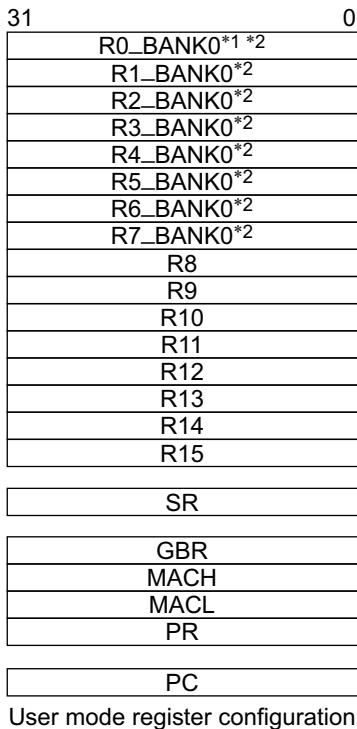 31 0
R0_BANK0*1 *2
R1_BANK0*2
R2_BANK0*2
R3_BANK0*2
R4_BANK0*2
R5_BANK0*2
R6_BANK0*2
R7_BANK0*2
R8
R9
R10
R11
R12
R13
R14
R15
SR
GBR
MACH
MACL
PR
PC
User mode register configuration